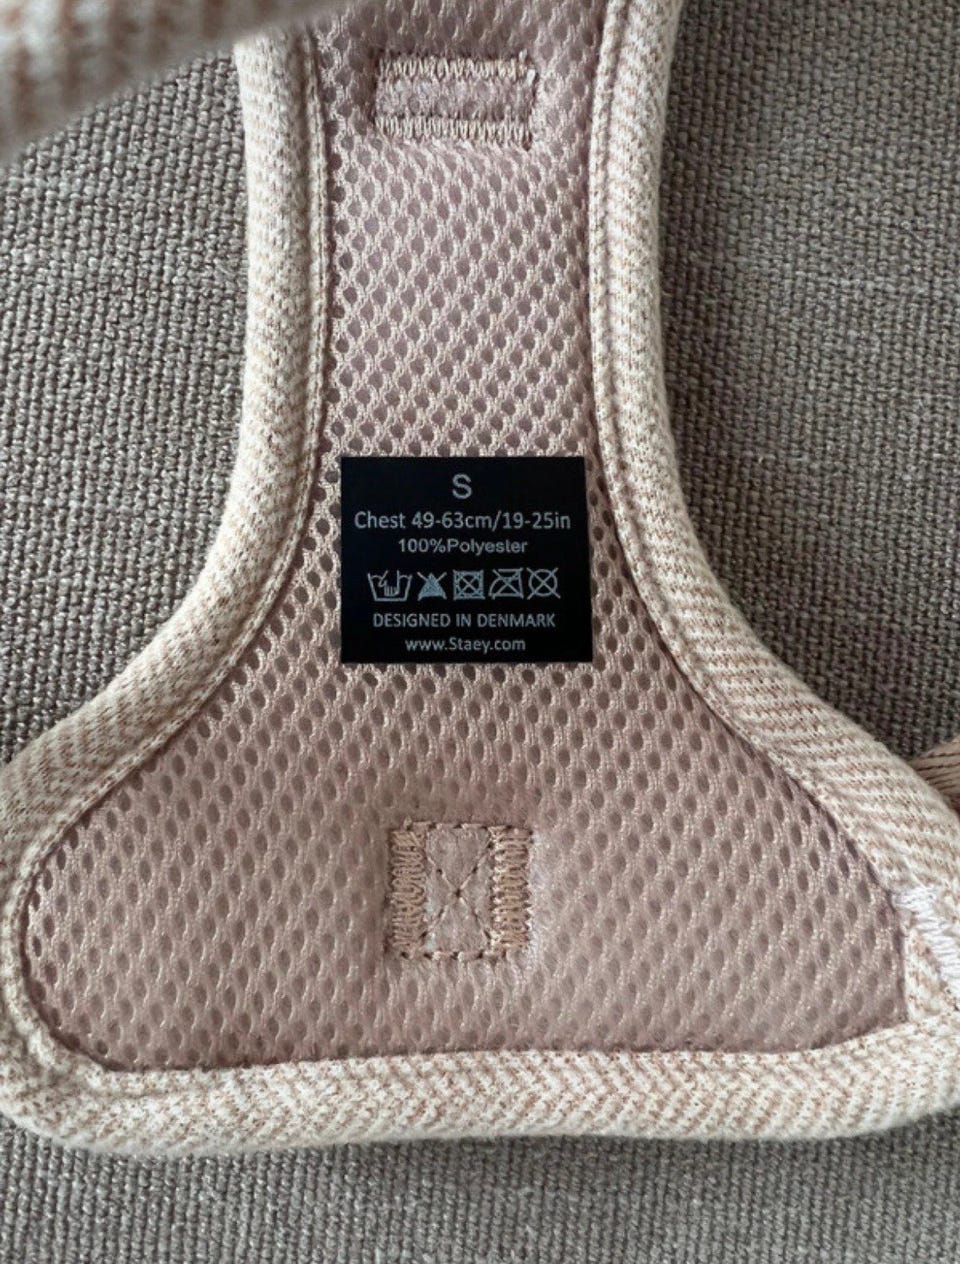 S
Chest 49-63cm/19-25in
100%Polyester
DESIGNED IN DENMARK
www.Staey.com